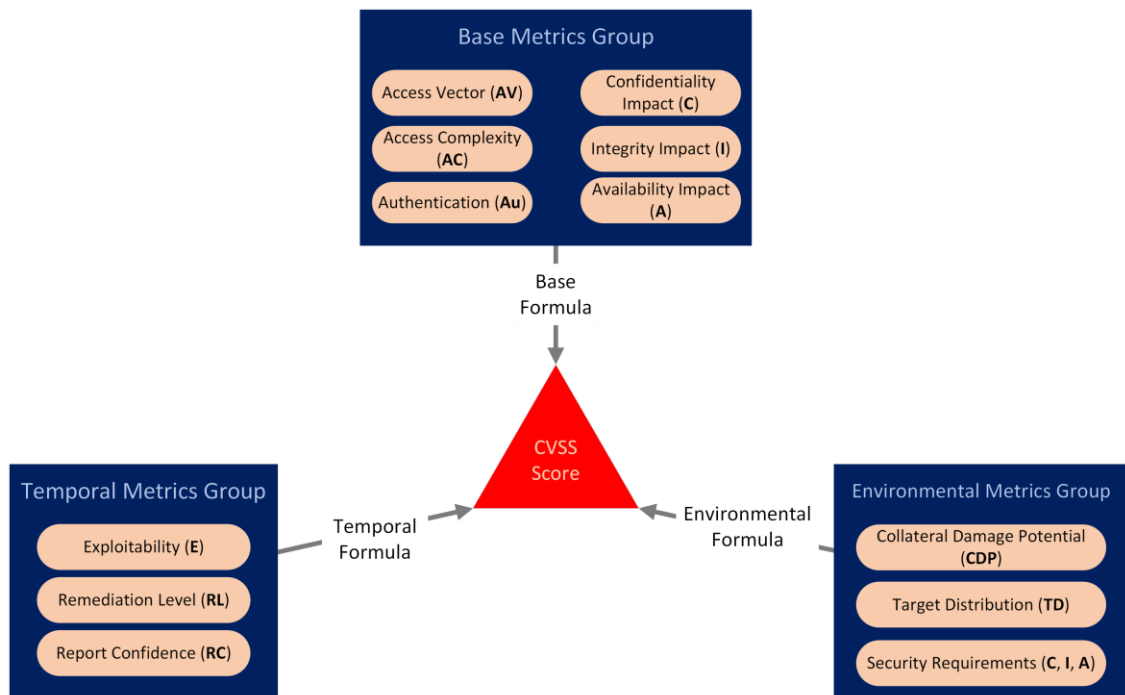 Base Metrics Group
Access Vector (AV)
Access Complexity
(AC)
Authentication (Au)
Confidentiality
Impact (C)
Integrity Impact (I)
Availability Impact
(A)
Base
Formula
CVSS
Score
Temporal Metrics Group
Exploitability (E)
Remediation Level (RL)
Report Confidence (RC)
Temporal
Formula
Environmental
Formula
Environmental Metrics Group
Collateral Damage Potential
(CDP)
Target Distribution (TD)
Security Requirements (C, I, A)